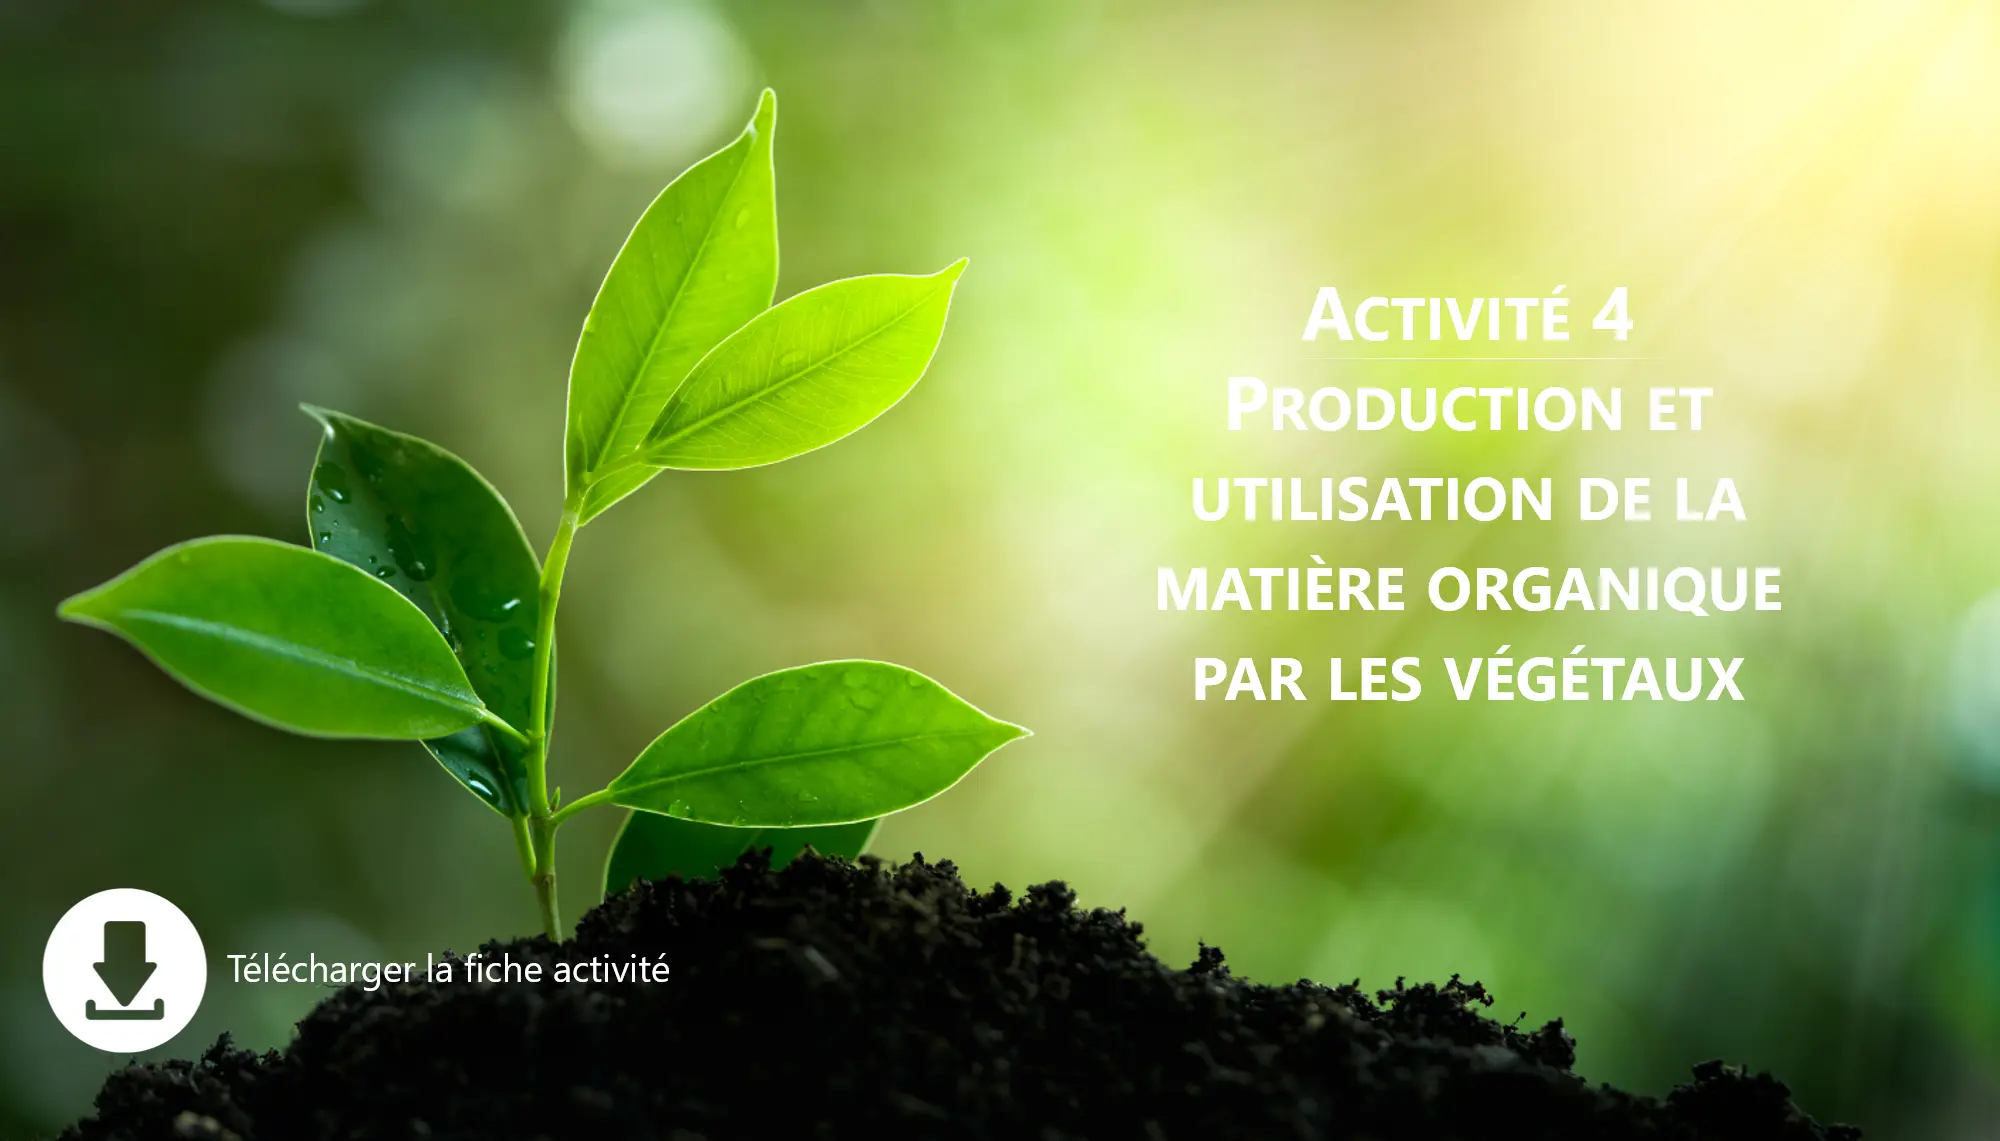 Activité 4
Production et
utilisation de la
matière organique
par les végétaux
Télécharger la fiche activité